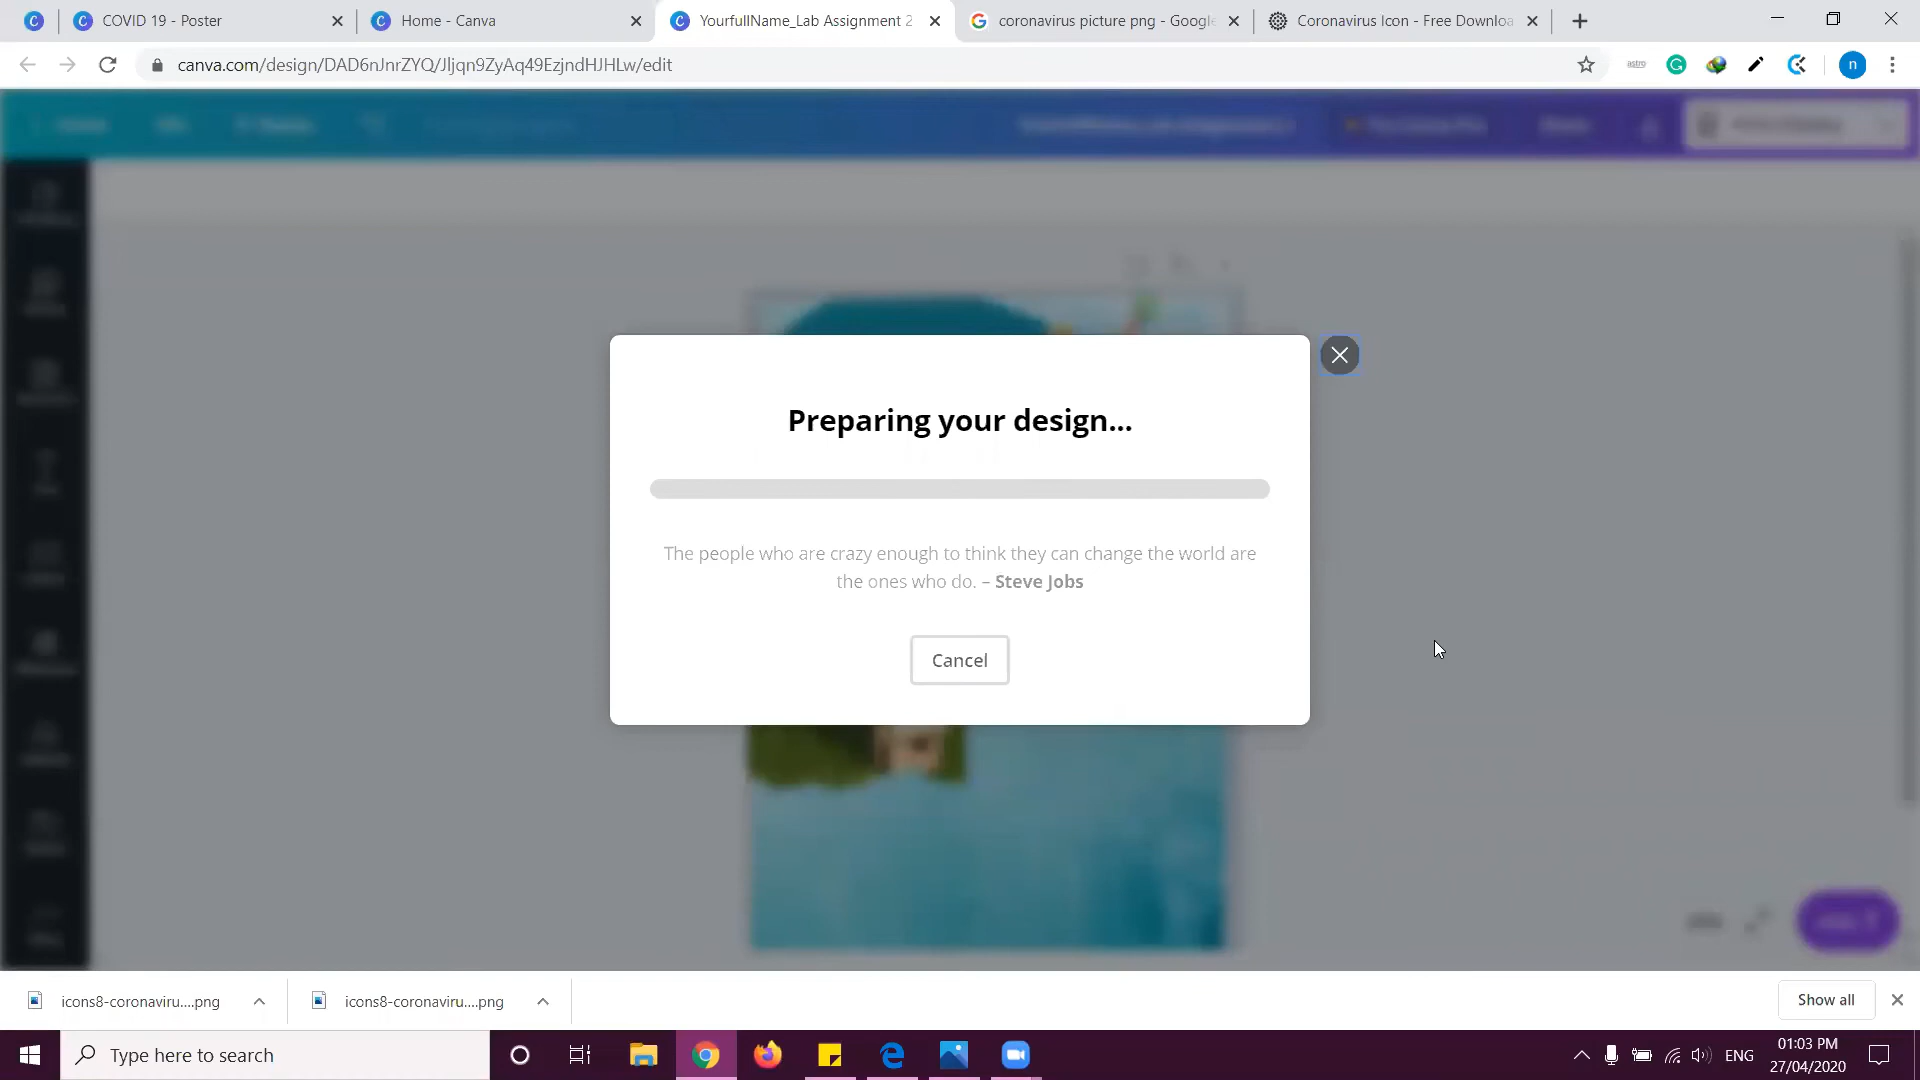 COVID 19 - Poster
Home - Canva
YourfullName_Lab Assignment 2
coronavirus picture png - Google
Coronavirus Icon - Free Downloa
canva.com/design/DAD6nJnrZYQ/Jljqn9ZyAq49EzjndHJHLw/edit
astro
n
Preparing your design...
The people who are crazy enough to think they can change the world are
the ones who do. – Steve Jobs
Cancel
icons8-coronaviru....png
icons8-coronaviru....png
Show all
Type here to search
ENG
01:03 PM
27/04/2020